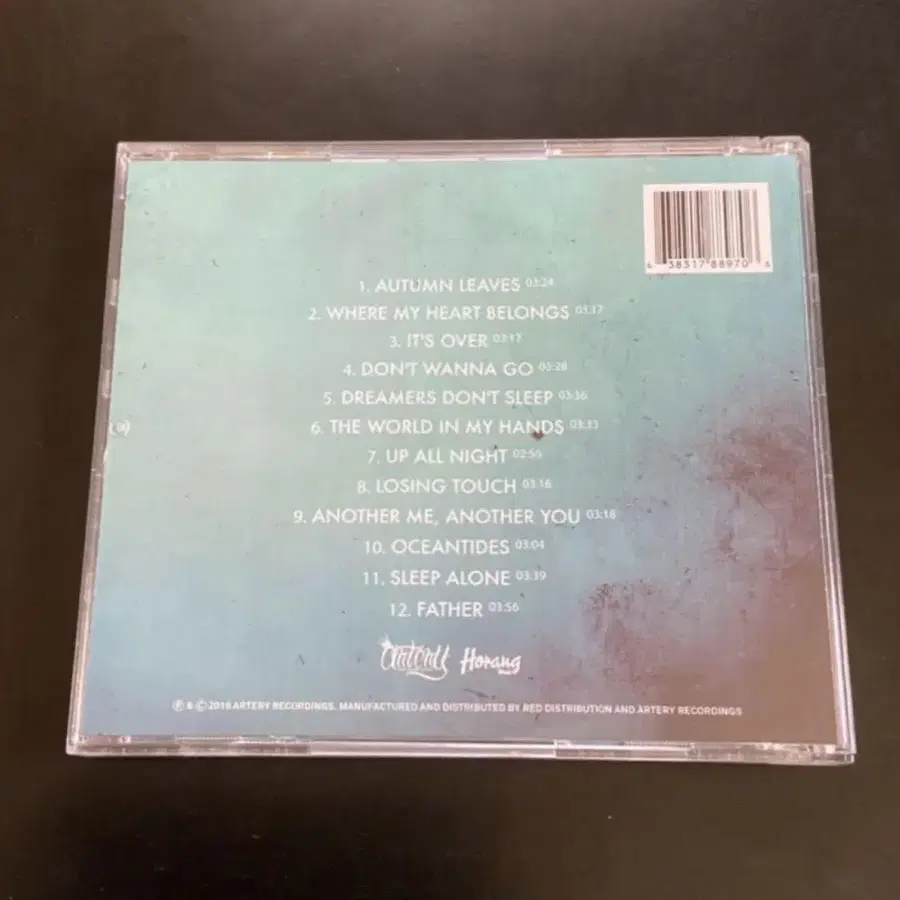 6 38317 88970
1. AUTUMN LEAVES 03:24
2. WHERE MY HEART BELONGS 03:37
3. IT'S OVER 03:17
4. DON'T WANNA GO 03:28
5. DREAMERS DON'T SLEEP 03:36
6. THE WORLD IN MY HANDS 03:33
7. UP ALL NIGHT 02:56
8. LOSING TOUCH 03:16
9. ANOTHER ME, ANOTHER YOU 03:18
10. OCEANTIDES 03:04
11. SLEEP ALONE 03:39
12. FATHER 03:56
Artery Horang
Ⓟ & © 2016 ARTERY RECORDINGS. MANUFACTURED AND DISTRIBUTED BY RED DISTRIBUTION AND ARTERY RECORDINGS